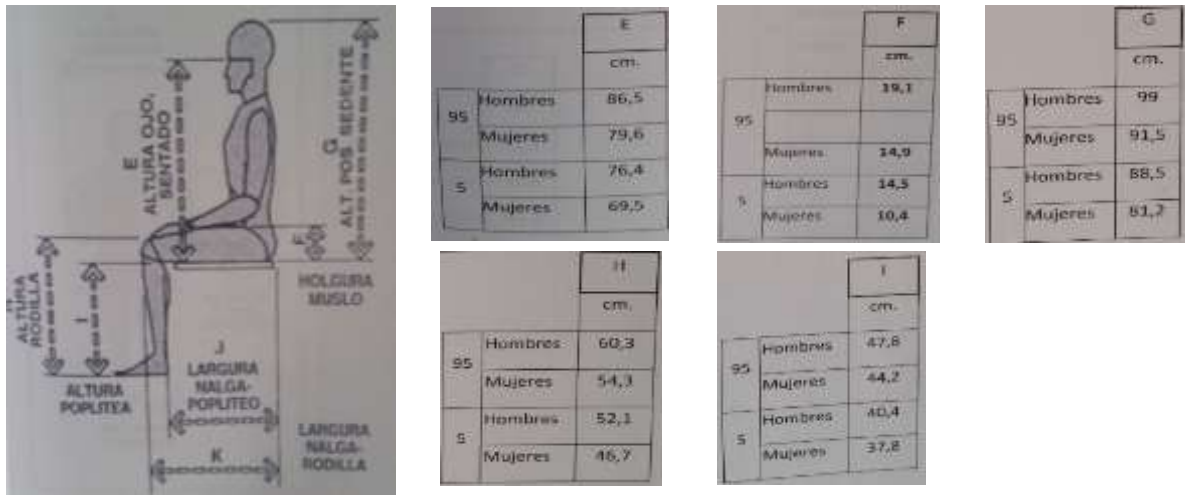 E
ALTURA OJO,
SENTADO
G
ALT POS SEDENTE
F
HOLGURA
MUSLO
H
ALTURA
RODILLA
I
ALTURA
POPLITEA
J
LARGURA
NALGA-
POPLITEO
LARGURA
NALGA-
RODILLA
K
E
cm.
95 Hombres 86,5
Mujeres 79,6
5 Hombres 76,4
Mujeres 69,5
F
cm.
95 Hombres 19,1
Mujeres 14,9
5 Hombres 14,5
Mujeres 10,4
G
cm.
95 Hombres 99
Mujeres 91,5
5 Hombres 88,5
Mujeres 81,2
H
cm.
95 Hombres 60,3
Mujeres 54,3
5 Hombres 52,1
Mujeres 46,7
I
cm.
95 Hombres 47,8
Mujeres 44,2
5 Hombres 40,4
Mujeres 37,8